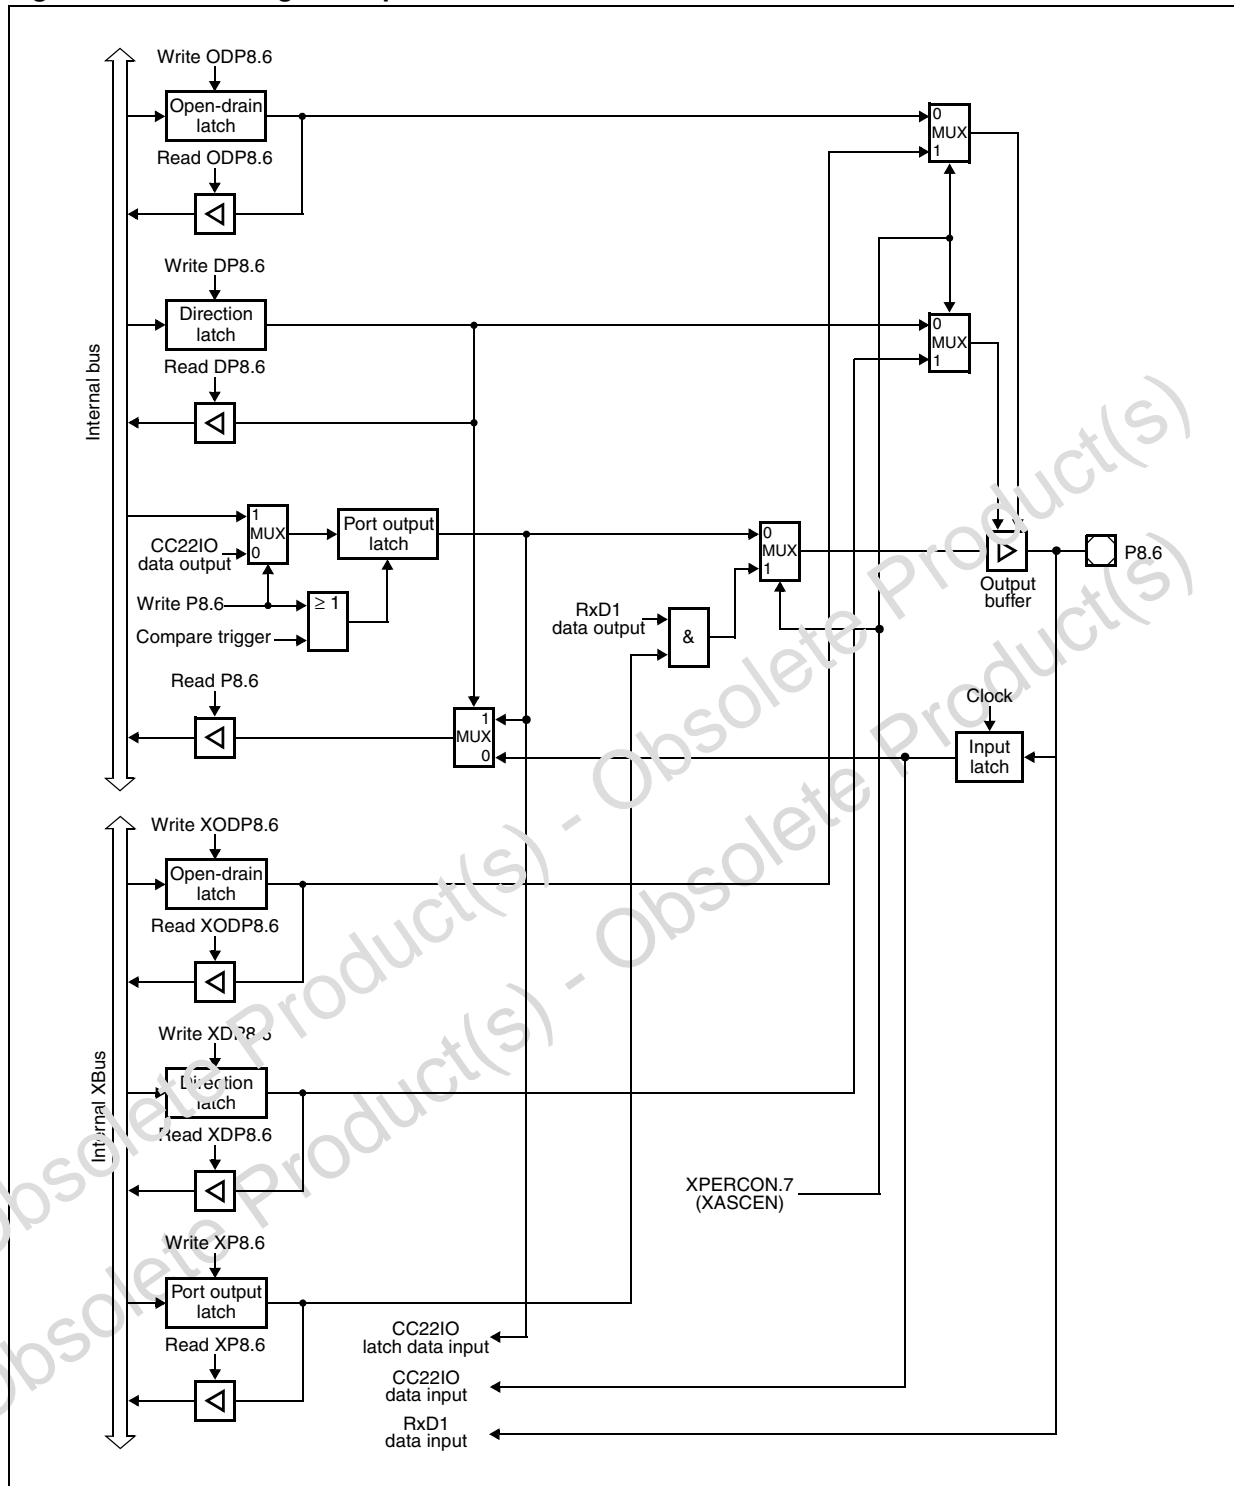 Write ODP8.6
Open-drain
latch
0
MUX
1
Read ODP8.6
Write DP8.6
Direction
latch
0
MUX
1
Read DP8.6
Internal bus
1
MUX
0
CC22IO
data output
Port output
latch
0
MUX
1
P8.6
Output
buffer
Write P8.6
≥ 1
Compare trigger
RxD1
data output
&
Read P8.6
1
MUX
0
Clock
Input
latch
Write XODP8.6
Open-drain
latch
Read XODP8.6
Write XDP8.6
Direction
latch
Internal XBus
Read XDP8.6
XPERCON.7
(XASCEN)
Write XP8.6
Port output
latch
Read XP8.6
CC22IO
latch data input
CC22IO
data input
RxD1
data input
Obsolete Product(s) - Obsolete Product(s)
Obsolete Product(s) - Obsolete Product(s)